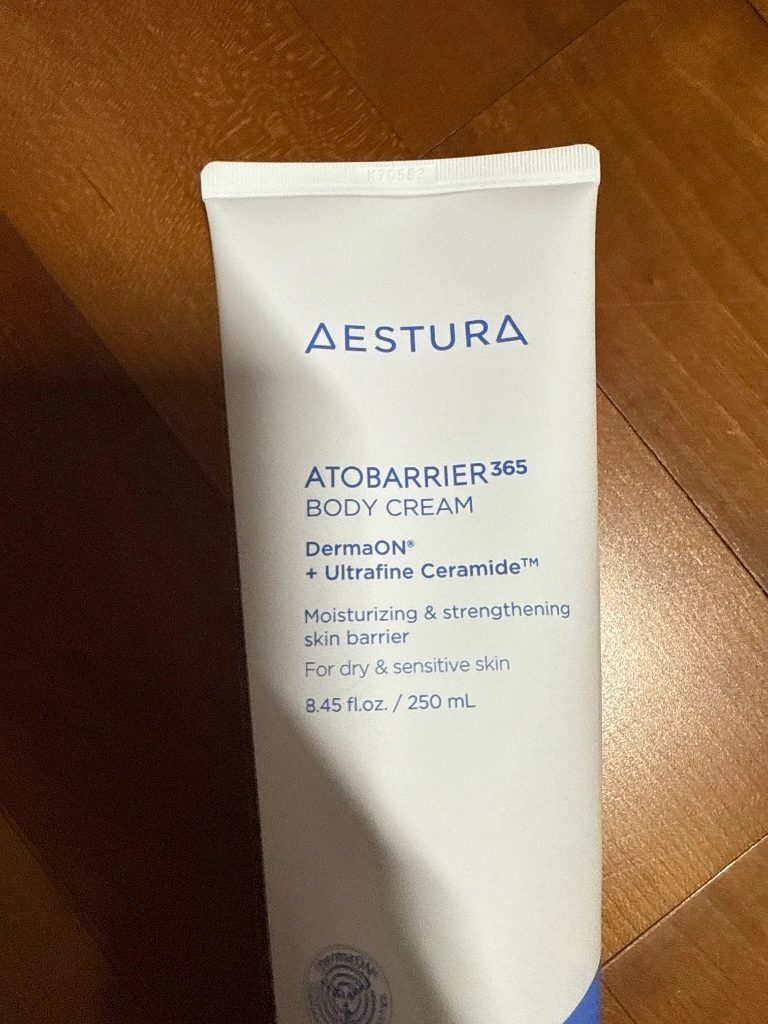 AESTURA
ATOBARRIER365
BODY CREAM
DermaON®
+ Ultrafine Ceramide™
Moisturizing & strengthening
skin barrier
For dry & sensitive skin
8.45 fl.oz. / 250 mL
DermaON